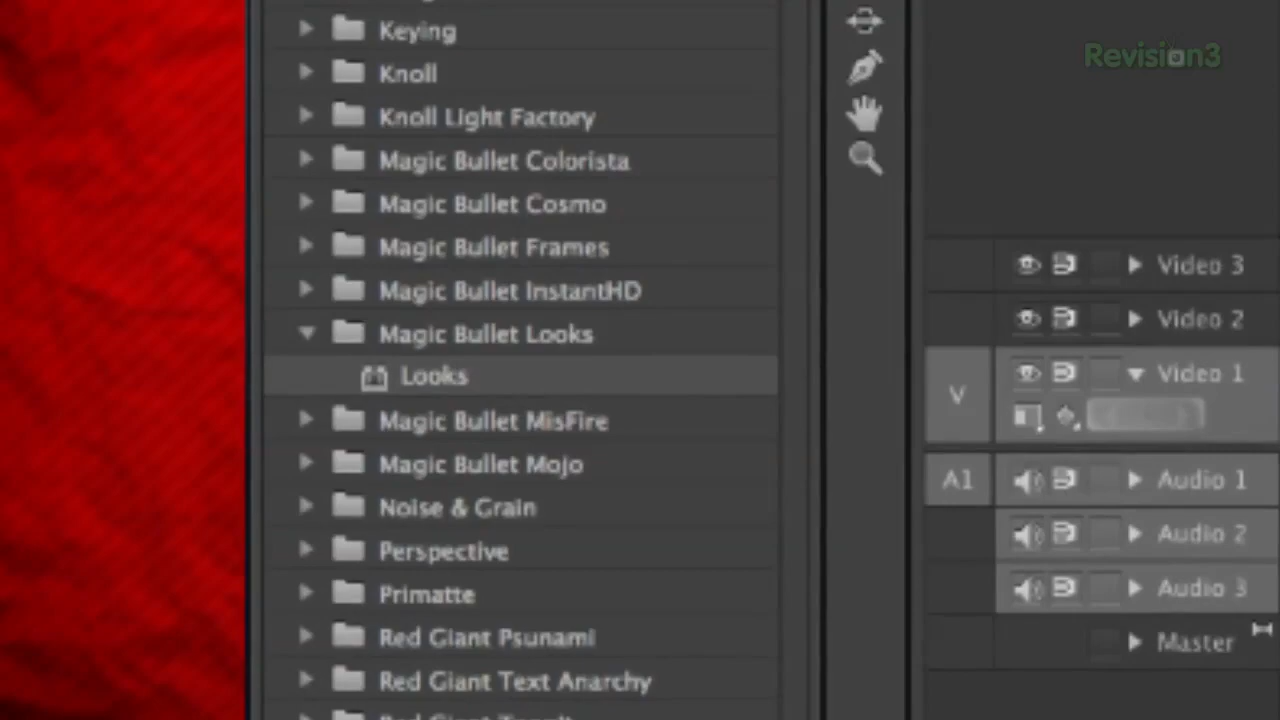 Keying
Knoll
Knoll Light Factory
Magic Bullet Colorista
Magic Bullet Cosmo
Magic Bullet Frames
Magic Bullet InstantHD
Magic Bullet Looks
Looks
Magic Bullet MisFire
Magic Bullet Mojo
Noise & Grain
Perspective
Primatte
Red Giant Psunami
Red Giant Text Anarchy
Revision3
Video 3
Video 2
V
Video 1
A1
Audio 1
Audio 2
Audio 3
Master